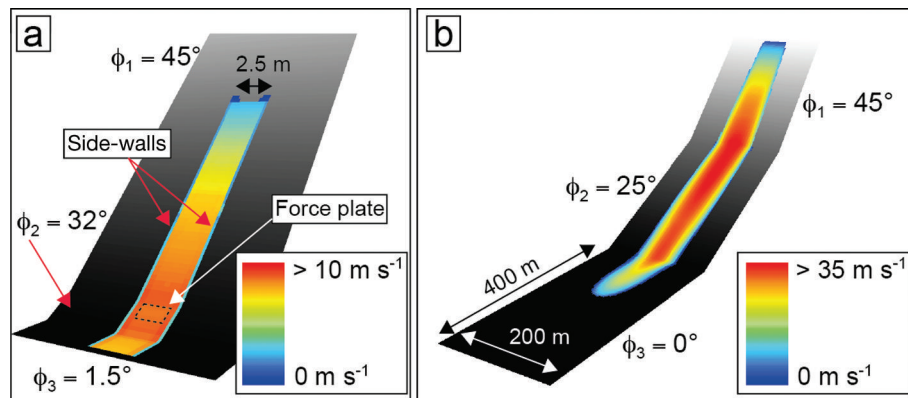 a
ϕ₁ = 45°
2.5 m
Side-walls
Force plate
ϕ₂ = 32°
> 10 m s⁻¹
0 m s⁻¹
ϕ₃ = 1.5°
b
ϕ₁ = 45°
ϕ₂ = 25°
400 m
200 m
ϕ₃ = 0°
> 35 m s⁻¹
0 m s⁻¹